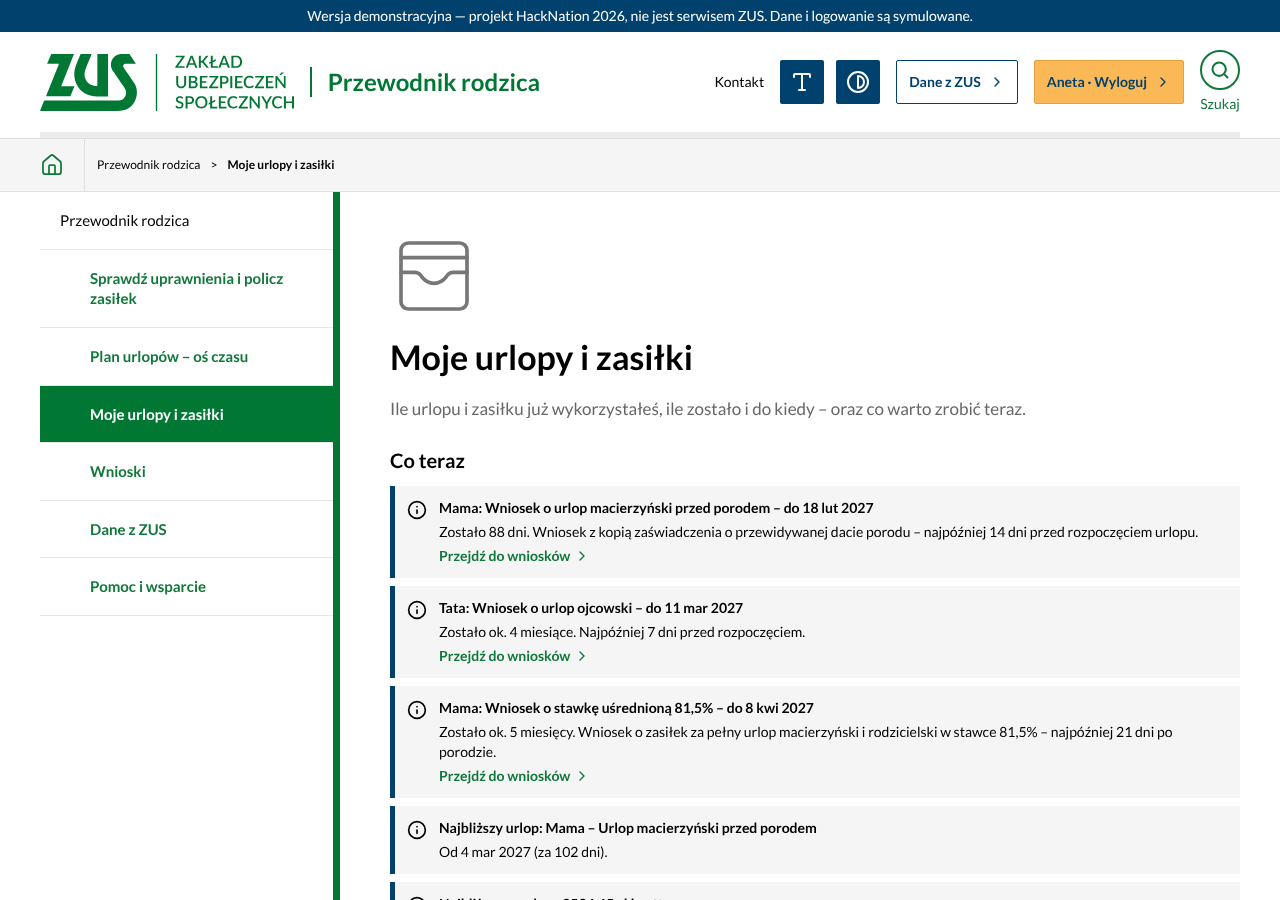 Wersja demonstracyjna — projekt HackNation 2026, nie jest serwisem ZUS. Dane i logowanie są symulowane.
ZUS
ZAKŁAD
UBEZPIECZEŃ
SPOŁECZNYCH
Przewodnik rodzica
Kontakt
Dane z ZUS
Aneta · Wyloguj
Szukaj
Przewodnik rodzica > Moje urlopy i zasiłki
Przewodnik rodzica
Sprawdź uprawnienia i policz
zasiłek
Plan urlopów – oś czasu
Moje urlopy i zasiłki
Wnioski
Dane z ZUS
Pomoc i wsparcie
Moje urlopy i zasiłki
Ile urlopu i zasiłku już wykorzystałeś, ile zostało i do kiedy – oraz co warto zrobić teraz.
Co teraz
Mama: Wniosek o urlop macierzyński przed porodem – do 18 lut 2027
Zostało 88 dni. Wniosek z kopią zaświadczenia o przewidywanej dacie porodu – najpóźniej 14 dni przed rozpoczęciem urlopu.
Przejdź do wniosków
Tata: Wniosek o urlop ojcowski – do 11 mar 2027
Zostało ok. 4 miesiące. Najpóźniej 7 dni przed rozpoczęciem.
Przejdź do wniosków
Mama: Wniosek o stawkę uśrednioną 81,5% – do 8 kwi 2027
Zostało ok. 5 miesięcy. Wniosek o zasiłek za pełny urlop macierzyński i rodzicielski w stawce 81,5% – najpóźniej 21 dni po
porodzie.
Przejdź do wniosków
Najbliższy urlop: Mama – Urlop macierzyński przed porodem
Od 4 mar 2027 (za 102 dni).